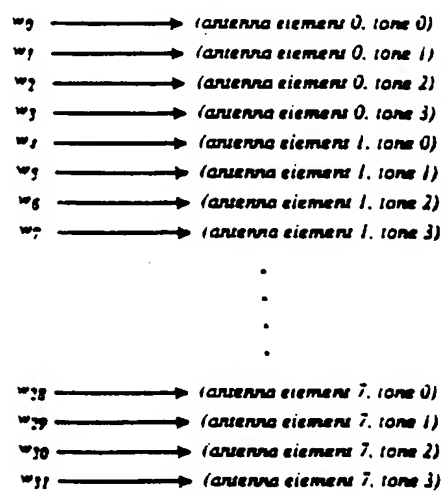 w0 → (antenna element 0, tone 0)
w1 → (antenna element 0, tone 1)
w2 → (antenna element 0, tone 2)
w3 → (antenna element 0, tone 3)
w4 → (antenna element 1, tone 0)
w5 → (antenna element 1, tone 1)
w6 → (antenna element 1, tone 2)
w7 → (antenna element 1, tone 3)
.
.
.
.
w28 → (antenna element 7, tone 0)
w29 → (antenna element 7, tone 1)
w30 → (antenna element 7, tone 2)
w31 → (antenna element 7, tone 3)